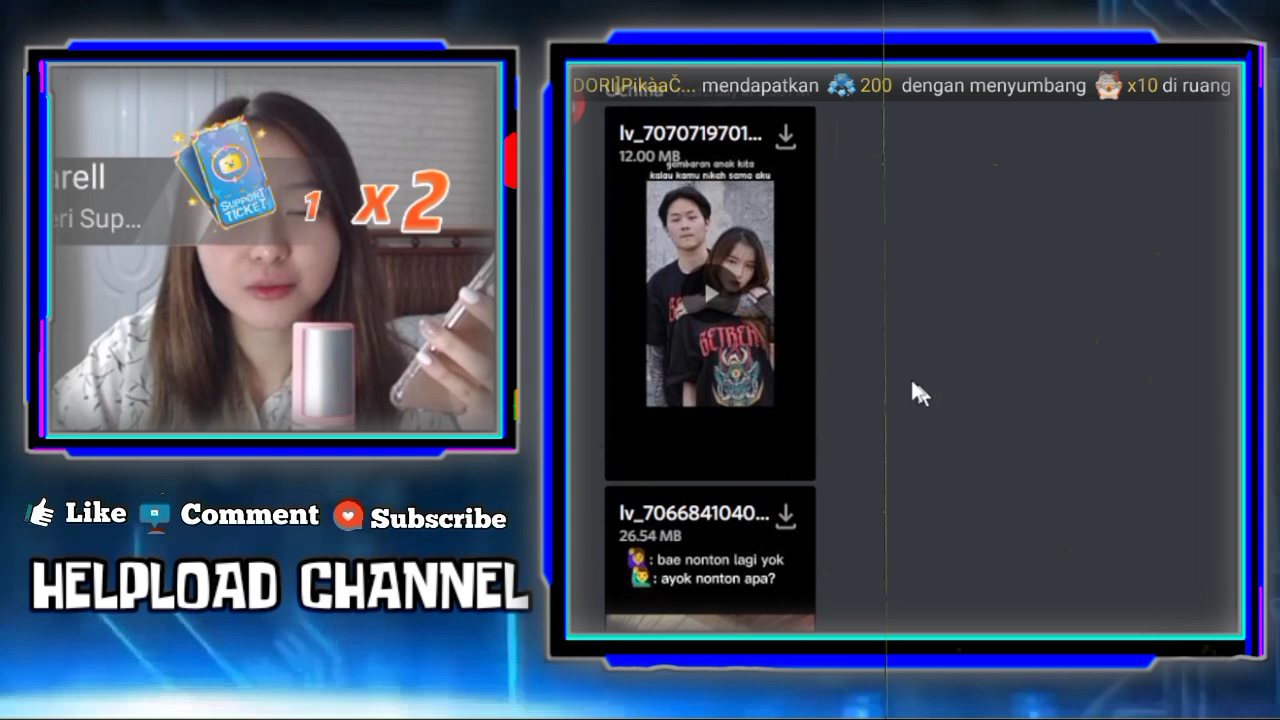 DORI]PikàaČ... mendapatkan 200 dengan menyumbang x10 di ruang
lv_7070719701...
12.00 MB
gambaran anak kita
kalau kamu nikah sama aku
GETREK
lv_7066841040...
26.54 MB
: bae nonton lagi yok
: ayok nonton apa?
arell
eri Sup...
SUPPORT
TICKET
1 x2
Like Comment Subscribe
HELPLOAD CHANNEL